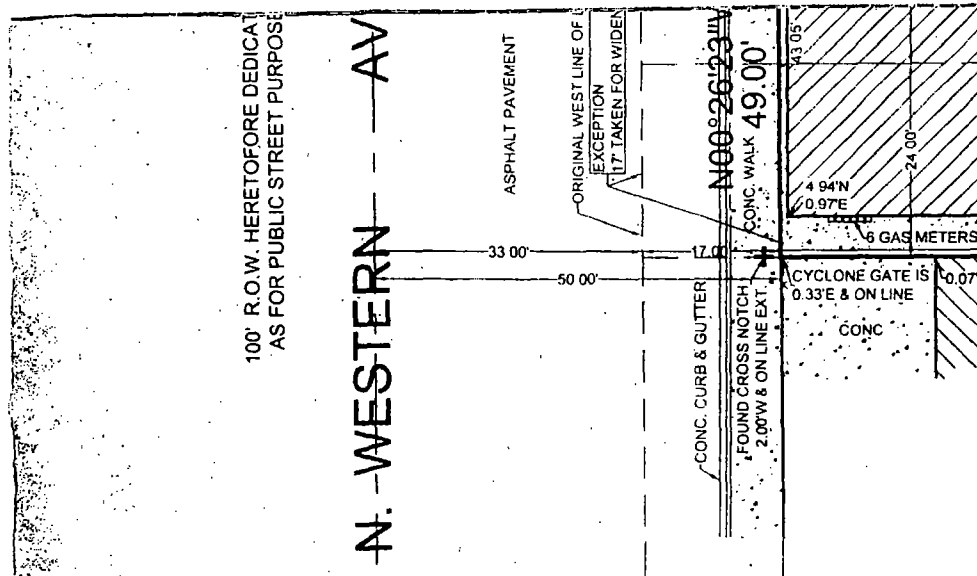 100' R.O.W. HERETOFORE DEDICAT
AS FOR PUBLIC STREET PURPOSE
N. WESTERN AV
ASPHALT PAVEMENT
ORIGINAL WEST LINE OF
EXCEPTION
17' TAKEN FOR WIDEN
N00°26'23"W
49.00'
CONC. WALK
43 05'
24 00'
4 94'N
0.97'E
6 GAS METERS
33 00'
17.00'
50 00'
CYCLONE GATE IS
0.33'E & ON LINE
0.07'
CONC
CONC. CURB & GUTTER
FOUND CROSS NOTCH
2.00'W & ON LINE EXT.